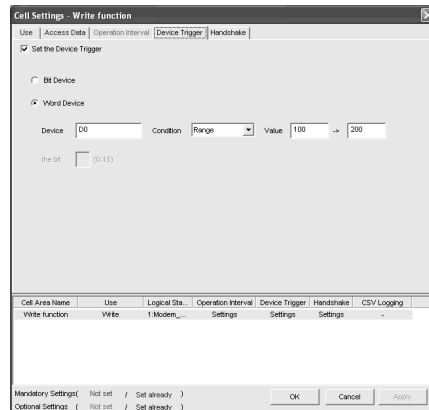 Cell Settings - Write function
Use Access Data Operation Interval Device Trigger Handshake
Set the Device Trigger
Bit Device
Word Device
Device D0 Condition Range Value 100 -> 200
the bit (0-15)
Cell Area Name Use Logical Sta... Operation Interval Device Trigger Handshake CSV Logging
Write function Write 1:Modem_... Settings Settings Settings -
Mandatory Settings( Not set / Set already )
Optional Settings ( Not set / Set already )
OK Cancel Apply